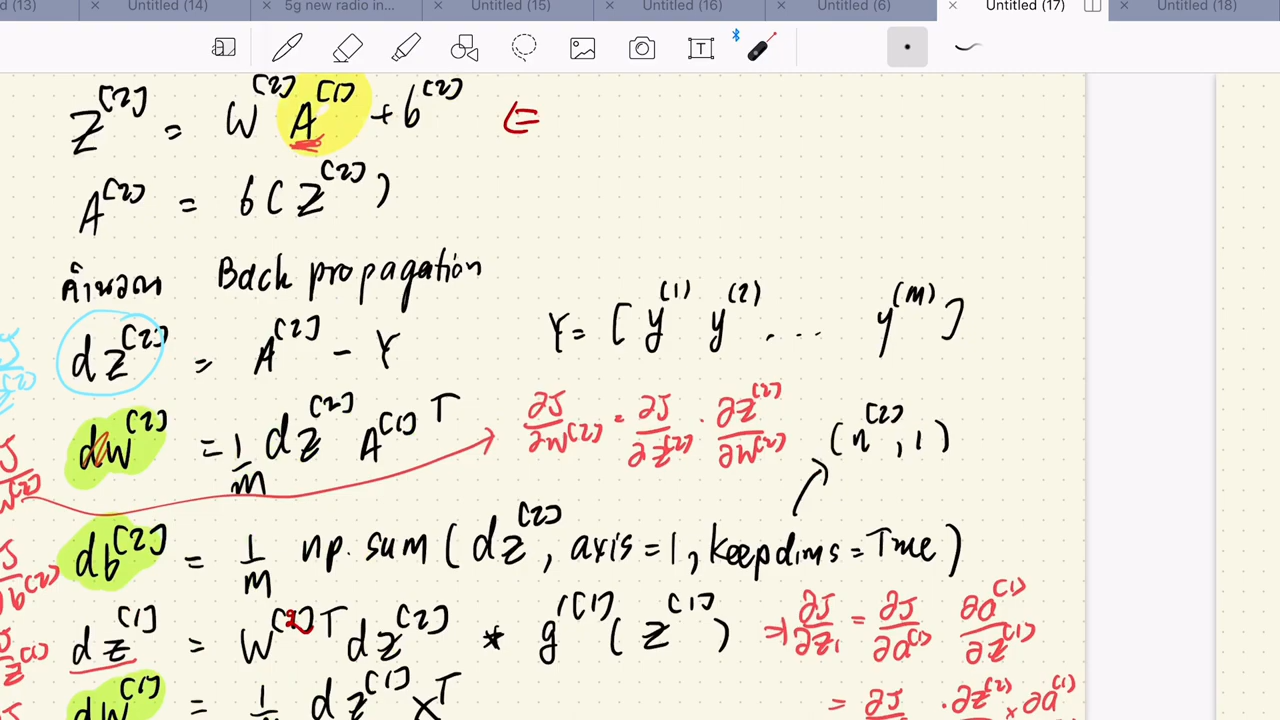 (13) Untitled (14) 5g new radio in... Untitled (15) Untitled (16) Untitled (6) Untitled (17) Untitled (18)
Z^[2] = W^[2] A^[1] + b^[2] ⇐
A^[2] = 6(Z^[2])
คำนวณ Back propagation
dz^[2] = A^[2] - Y Y = [y^(1) y^(2) .... y^(m)]
dW^[2] = 1/m dz^[2] A^[1]T ∂J/∂W^[2] = ∂J/∂z^[2] · ∂z^[2]/∂W^[2] (n^[2], 1)
db^[2] = 1/m np.sum(dz^[2], axis=1, keepdims=True)
dz^[1] = W^[2]T dz^[2] * g'^[1](z^[1]) ⇒ ∂J/∂z1 = ∂J/∂a^[1] ∂a^[1]/∂z^[1]
dW^[1] = dz^[1] X^T = ∂J · ∂z^[2] × ∂a^[1]